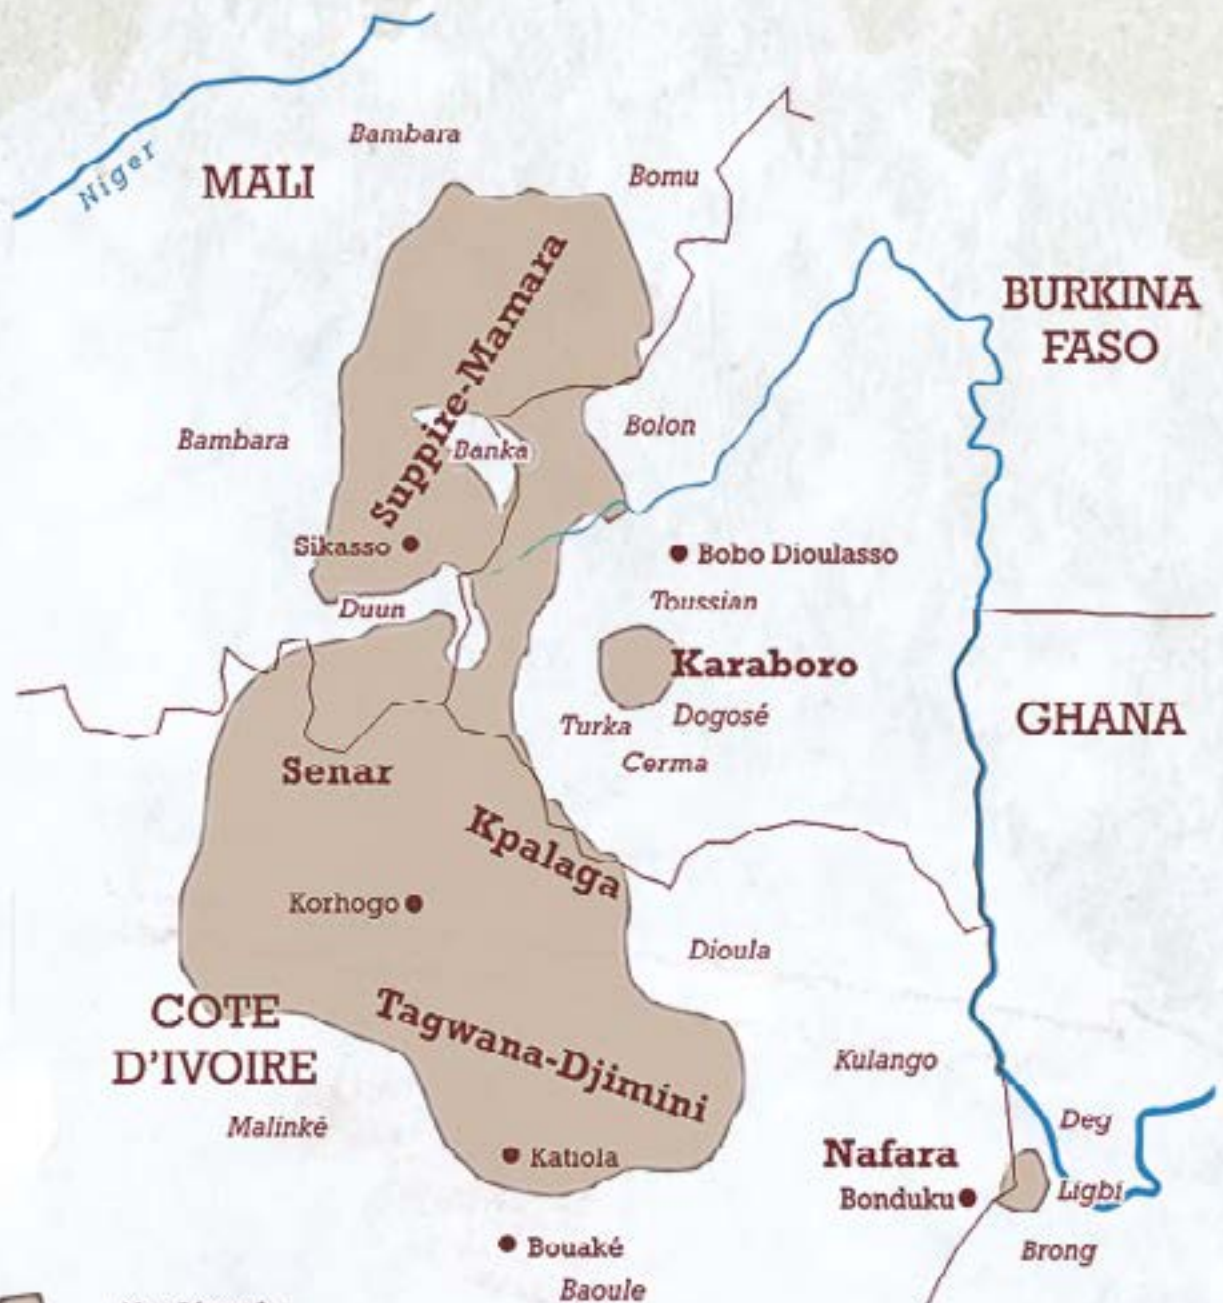 Niger
Bambara
MALI
Bomu
BURKINA
FASO
Suppire-Mamara
Bambara
Bolon
Banka
Sikasso
Bobo Dioulasso
Duun
Toussian
Karaboro
Turka
Dogosé
Cerma
GHANA
Senar
Kpalaga
Korhogo
Dioula
COTE
D'IVOIRE
Tagwana-Djimini
Malinké
Kulango
Katiola
Dey
Nafara
Bonduku
Ligbi
Bouaké
Brong
Baoule